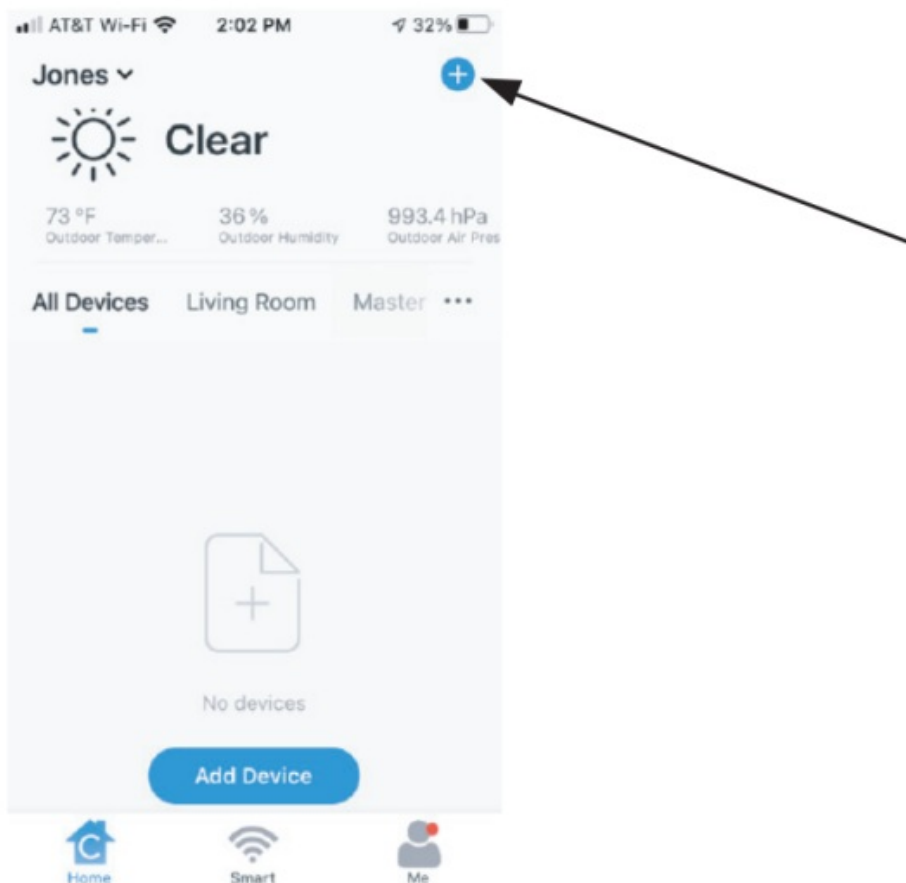 AT&T Wi-Fi 2:02 PM 32%
Jones
Clear
73 °F 36 % 993.4 hPa
Outdoor Temper... Outdoor Humidity Outdoor Air Pres
All Devices Living Room Master ...
No devices
Add Device
C
Home Smart Me